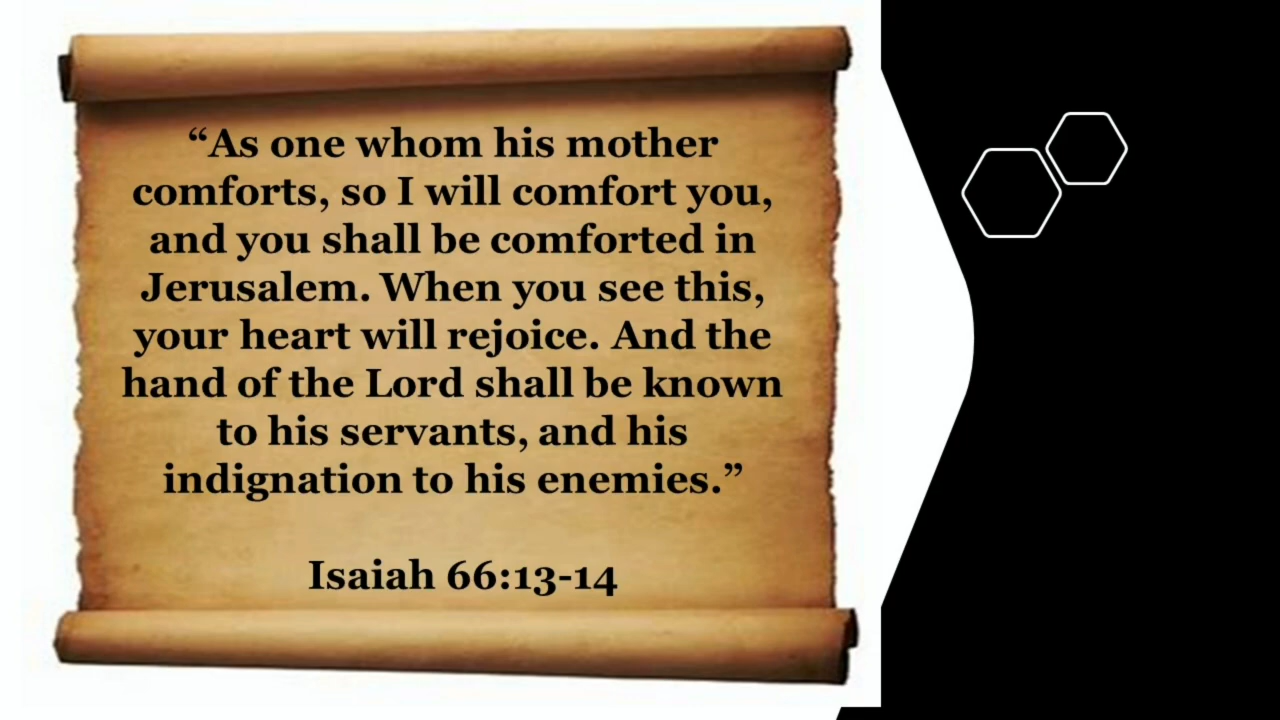 “As one whom his mother
comforts, so I will comfort you,
and you shall be comforted in
Jerusalem. When you see this,
your heart will rejoice. And the
hand of the Lord shall be known
to his servants, and his
indignation to his enemies.”
Isaiah 66:13-14